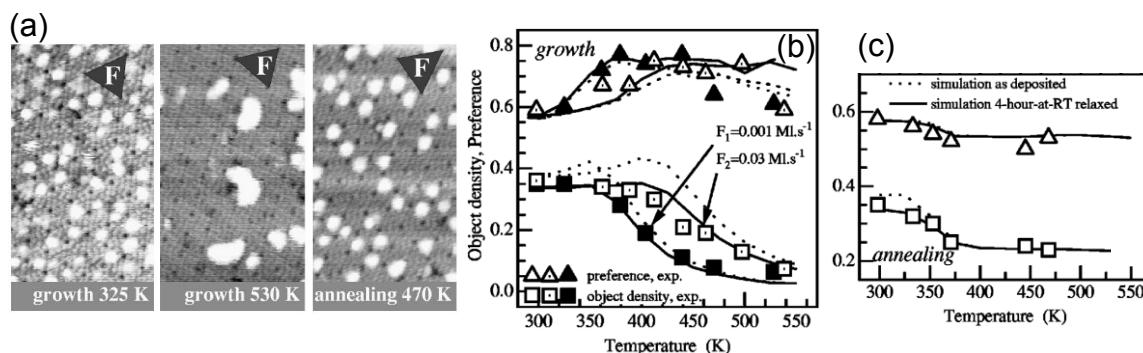 (a)
F
F
F
growth 325 K
growth 530 K
annealing 470 K
(b)
growth
Object density, Preference
0.8
0.6
0.4
0.2
0.0
F1=0.001 Ml.s-1
F2=0.03 Ml.s-1
preference, exp.
object density, exp.
300 350 400 450 500 550
Temperature (K)
(c)
simulation as deposited
simulation 4-hour-at-RT relaxed
0.6
0.4
0.2
annealing
300 350 400 450 500 550
Temperature (K)